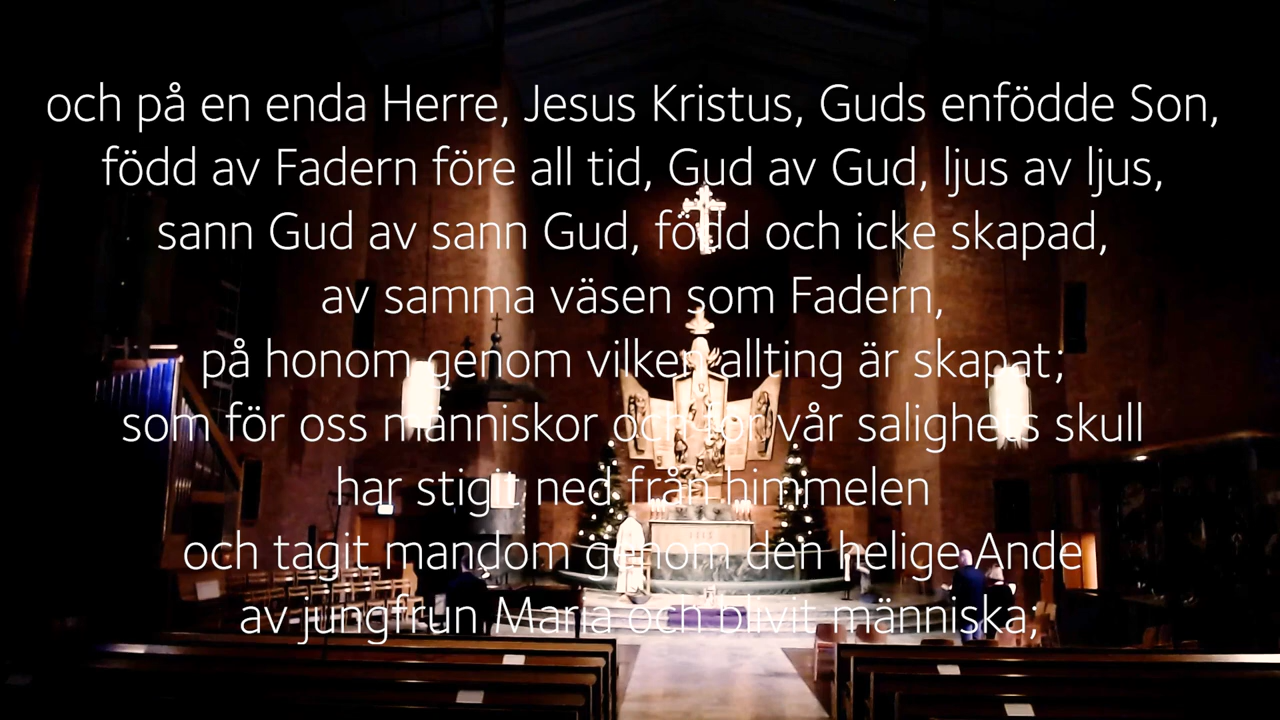 och på en enda Herre, Jesus Kristus, Guds enfödde Son,
född av Fadern före all tid, Gud av Gud, ljus av ljus,
sann Gud av sann Gud, född och icke skapad,
av samma väsen som Fadern,
på honom genom vilken allting är skapat;
som för oss människor och för vår salighets skull
har stigit ned från himmelen
och tagit mandom genom den helige Ande
av jungfrun Maria och blivit människa;